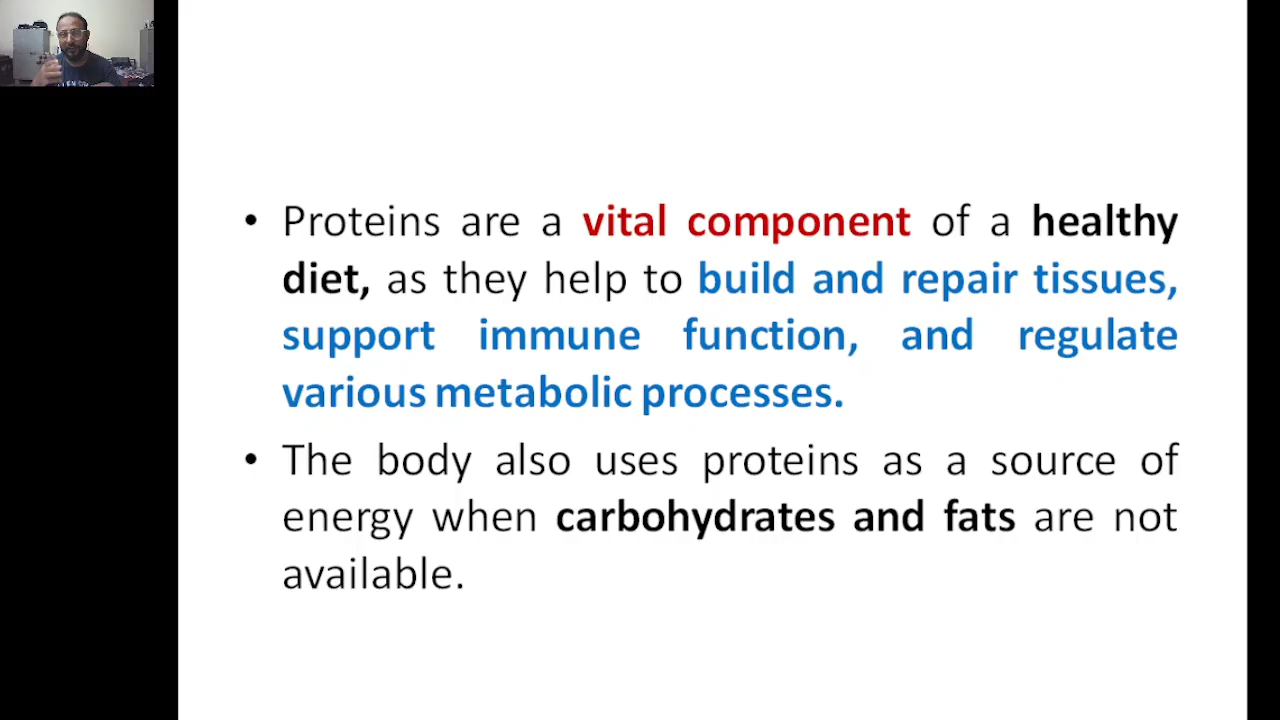 • Proteins are a vital component of a healthy
diet, as they help to build and repair tissues,
support immune function, and regulate
various metabolic processes.
• The body also uses proteins as a source of
energy when carbohydrates and fats are not
available.